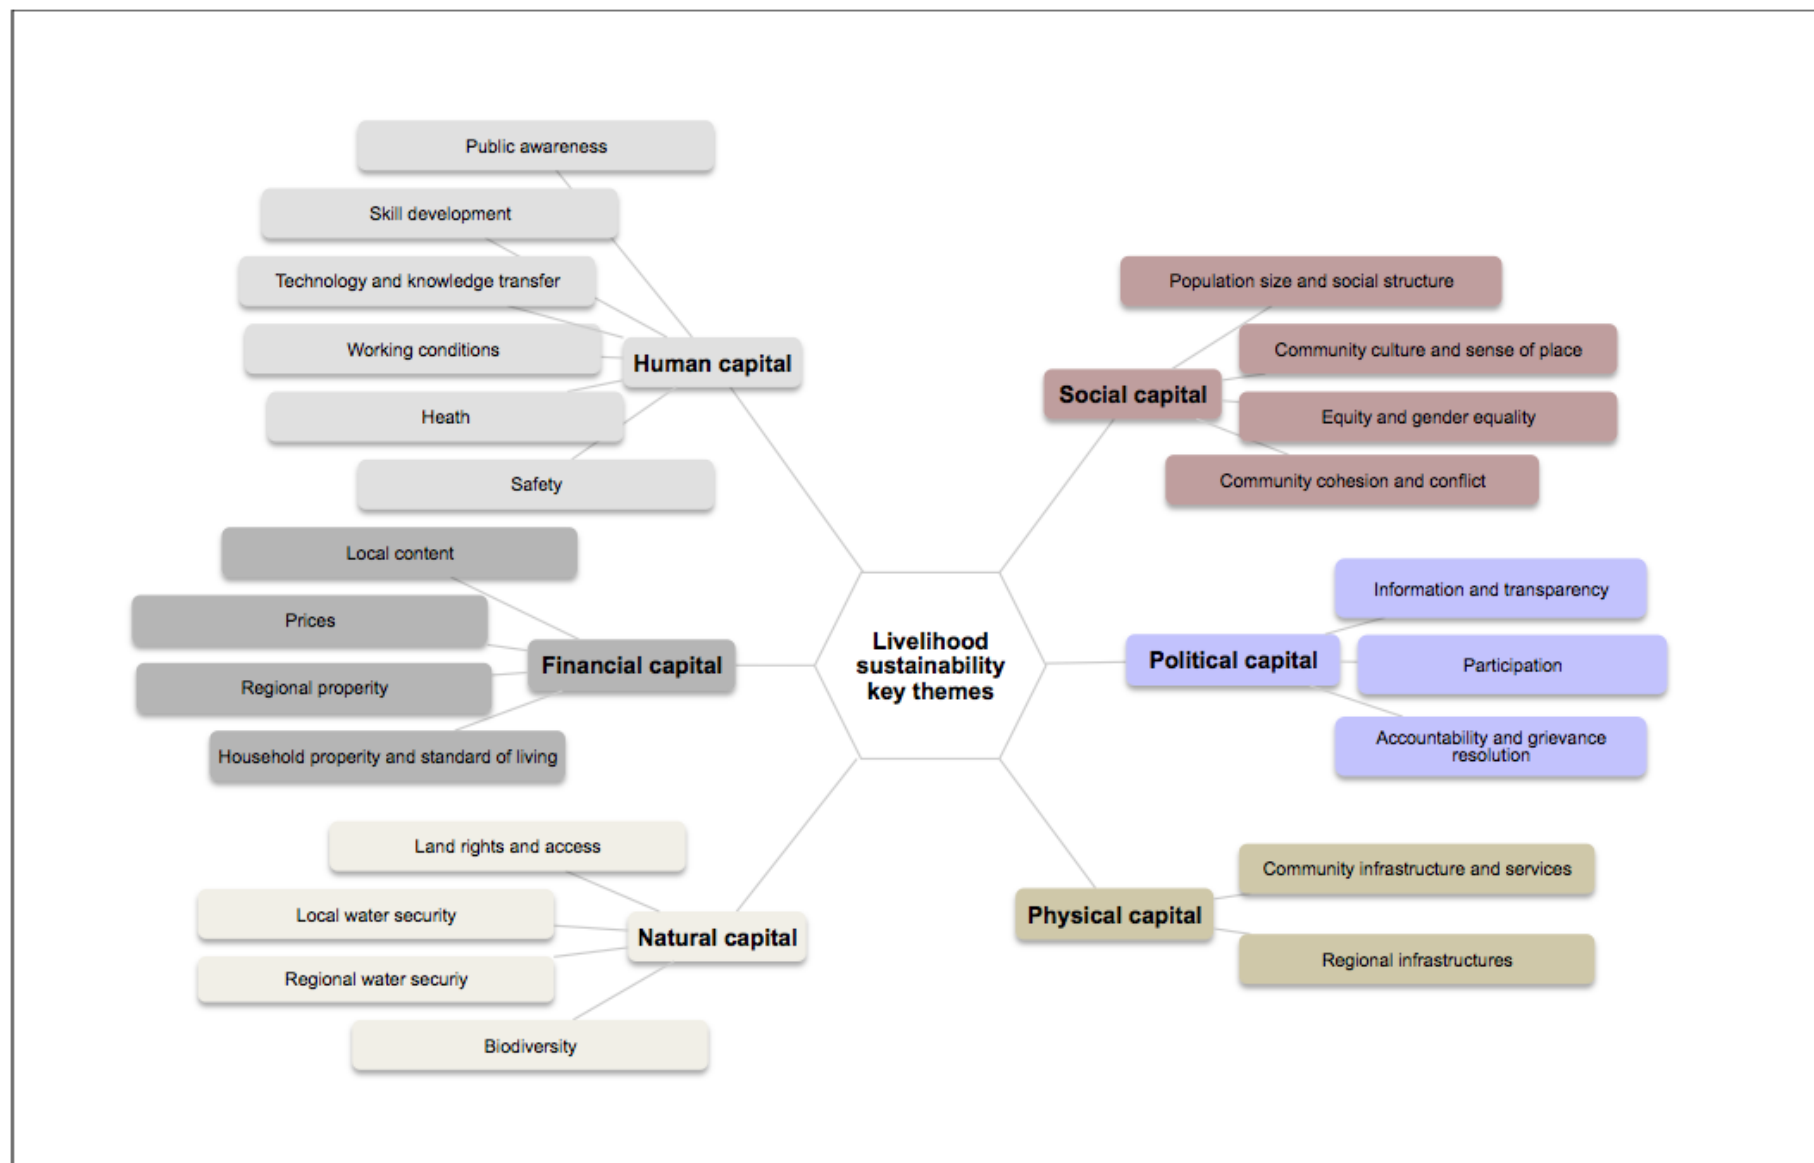 Public awareness
Skill development
Technology and knowledge transfer
Working conditions
Heath
Safety
Human capital
Local content
Prices
Regional properity
Household properity and standard of living
Financial capital
Land rights and access
Local water security
Regional water securiy
Biodiversity
Natural capital
Livelihood
sustainability
key themes
Population size and social structure
Community culture and sense of place
Equity and gender equality
Community cohesion and conflict
Social capital
Information and transparency
Participation
Accountability and grievance
resolution
Political capital
Community infrastructure and services
Regional infrastructures
Physical capital